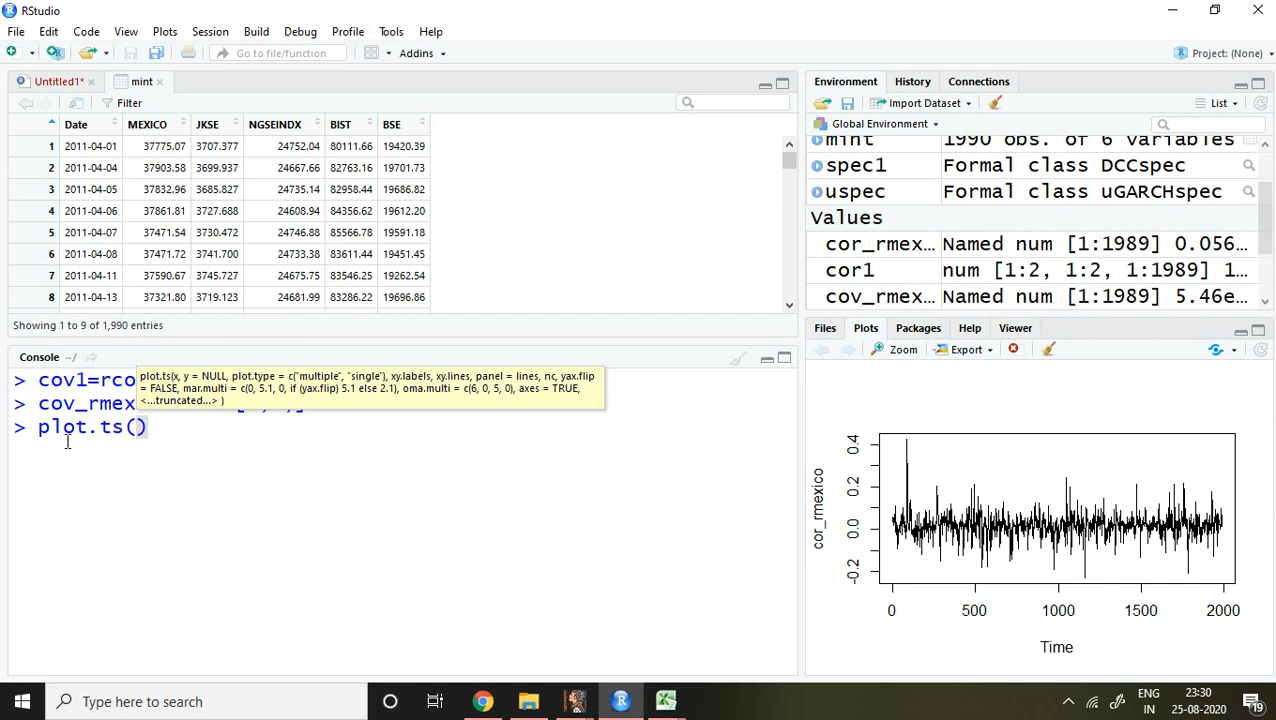 RStudio
File Edit Code View Plots Session Build Debug Profile Tools Help
Go to file/function Addins Project: (None)
Untitled1* mint
Filter
Date MEXICO JKSE NGSEINDX BIST BSE
1 2011-04-01 37775.07 3707.377 24752.04 80111.66 19420.39
2 2011-04-04 37903.58 3699.937 24667.66 82763.16 19701.73
3 2011-04-05 37832.96 3685.827 24735.14 82958.44 19686.82
4 2011-04-06 37861.81 3727.688 24608.94 84356.62 19612.20
5 2011-04-07 37471.54 3730.472 24746.88 85566.78 19591.18
6 2011-04-08 37471.72 3741.700 24733.38 83611.44 19451.45
7 2011-04-11 37590.67 3745.727 24675.75 83546.25 19262.54
8 2011-04-13 37321.80 3719.123 24681.99 83286.22 19696.86
Showing 1 to 9 of 1,990 entries
Console ~/
> cov1=rco
plot.ts(x, y = NULL, plot.type = c("multiple", "single"), xy.labels, xy.lines, panel = lines, nc, yax.flip
= FALSE, mar.multi = c(0, 5.1, 0, if (yax.flip) 5.1 else 2.1), oma.multi = c(6, 0, 5, 0), axes = TRUE,
<...truncated...> )
> cov_rmex
> plot.ts()
Environment History Connections
Import Dataset List
Global Environment
mint 1990 obs. of 6 variables
spec1 Formal class DCCspec
uspec Formal class uGARCHspec
Values
cor_rmex… Named num [1:1989] 0.056…
cor1 num [1:2, 1:2, 1:1989] 1…
cov_rmex… Named num [1:1989] 5.46e…
Files Plots Packages Help Viewer
Zoom Export
cor_rmexico
0.4
0.2
0.0
-0.2
0 500 1000 1500 2000
Time
Type here to search
ENG
IN
23:30
25-08-2020
19